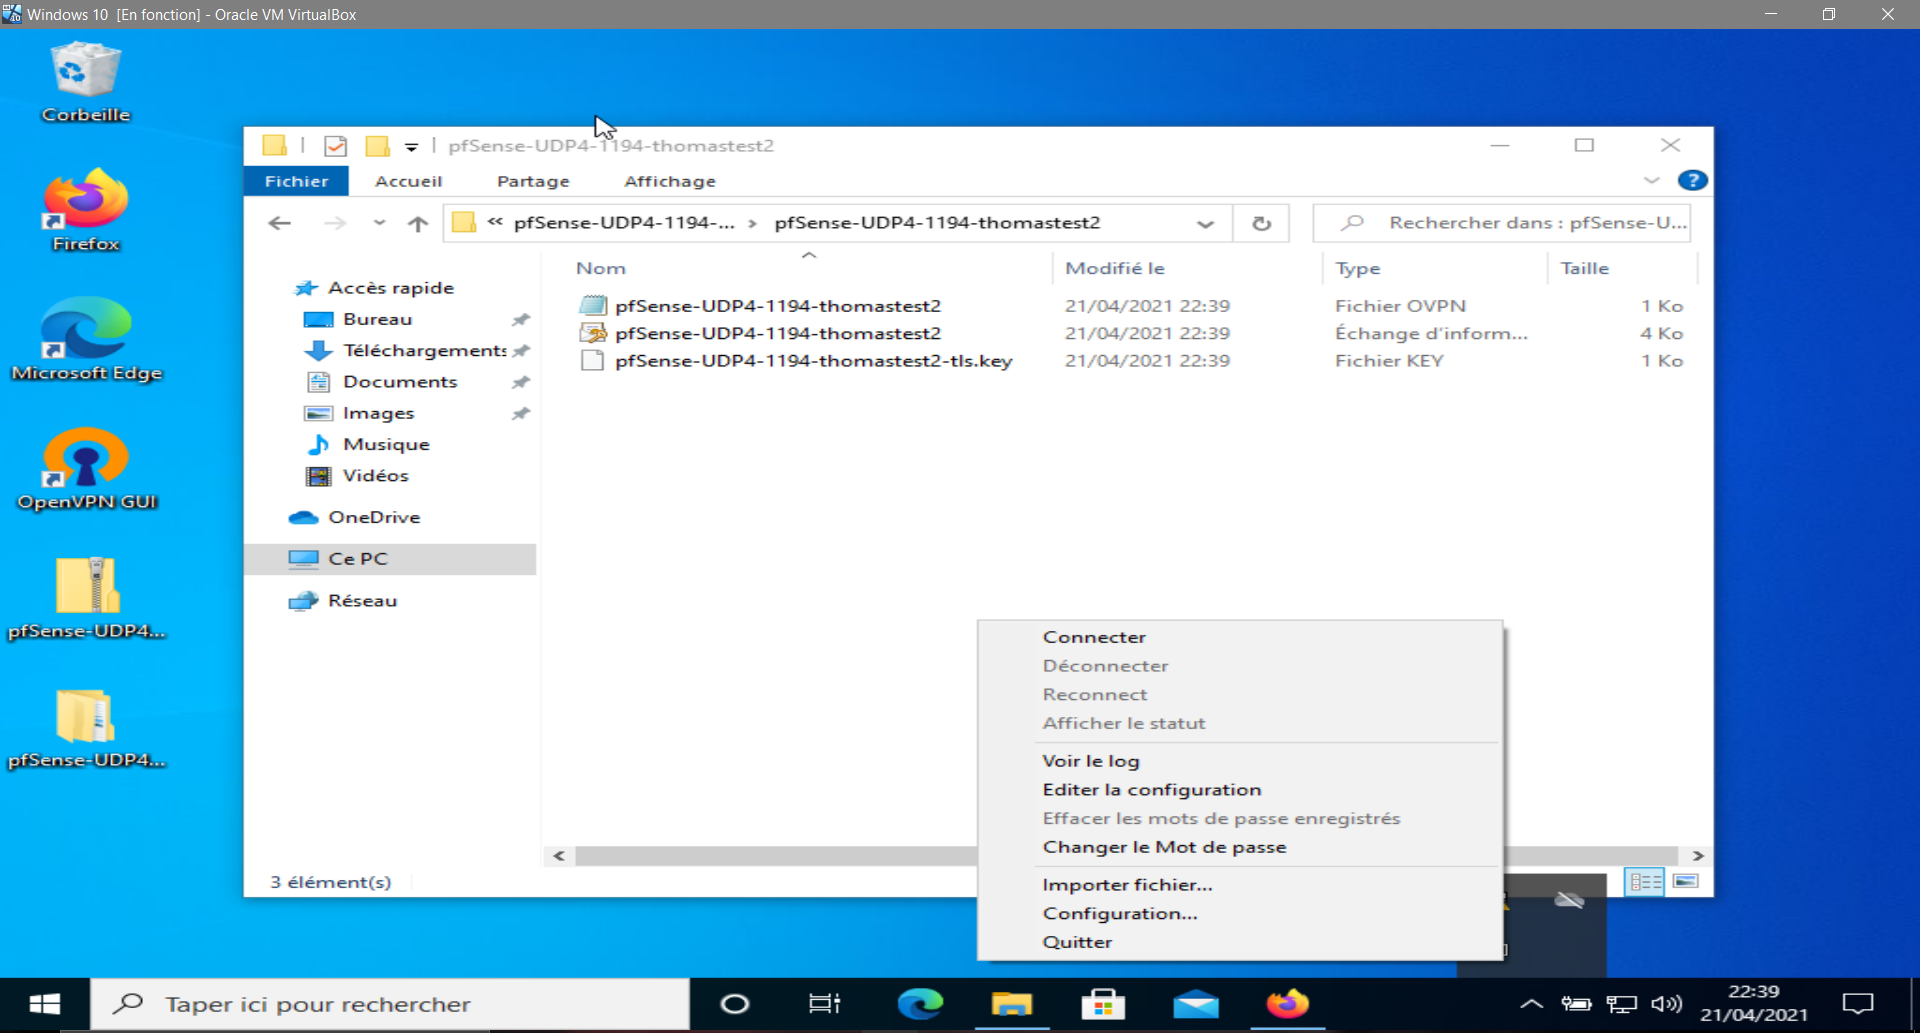 Windows 10 [En fonction] - Oracle VM VirtualBox
Corbeille
Firefox
Microsoft Edge
OpenVPN GUI
pfSense-UDP4...
pfSense-UDP4...
pfSense-UDP4-1194-thomastest2
Fichier Accueil Partage Affichage
« pfSense-UDP4-1194-... › pfSense-UDP4-1194-thomastest2
Rechercher dans : pfSense-U...
Accès rapide
Bureau
Téléchargements
Documents
Images
Musique
Vidéos
OneDrive
Ce PC
Réseau
Nom Modifié le Type Taille
pfSense-UDP4-1194-thomastest2 21/04/2021 22:39 Fichier OVPN 1 Ko
pfSense-UDP4-1194-thomastest2 21/04/2021 22:39 Échange d'inform... 4 Ko
pfSense-UDP4-1194-thomastest2-tls.key 21/04/2021 22:39 Fichier KEY 1 Ko
Connecter
Déconnecter
Reconnect
Afficher le statut
Voir le log
Editer la configuration
Effacer les mots de passe enregistrés
Changer le Mot de passe
Importer fichier...
Configuration...
Quitter
3 élément(s)
Taper ici pour rechercher
22:39
21/04/2021